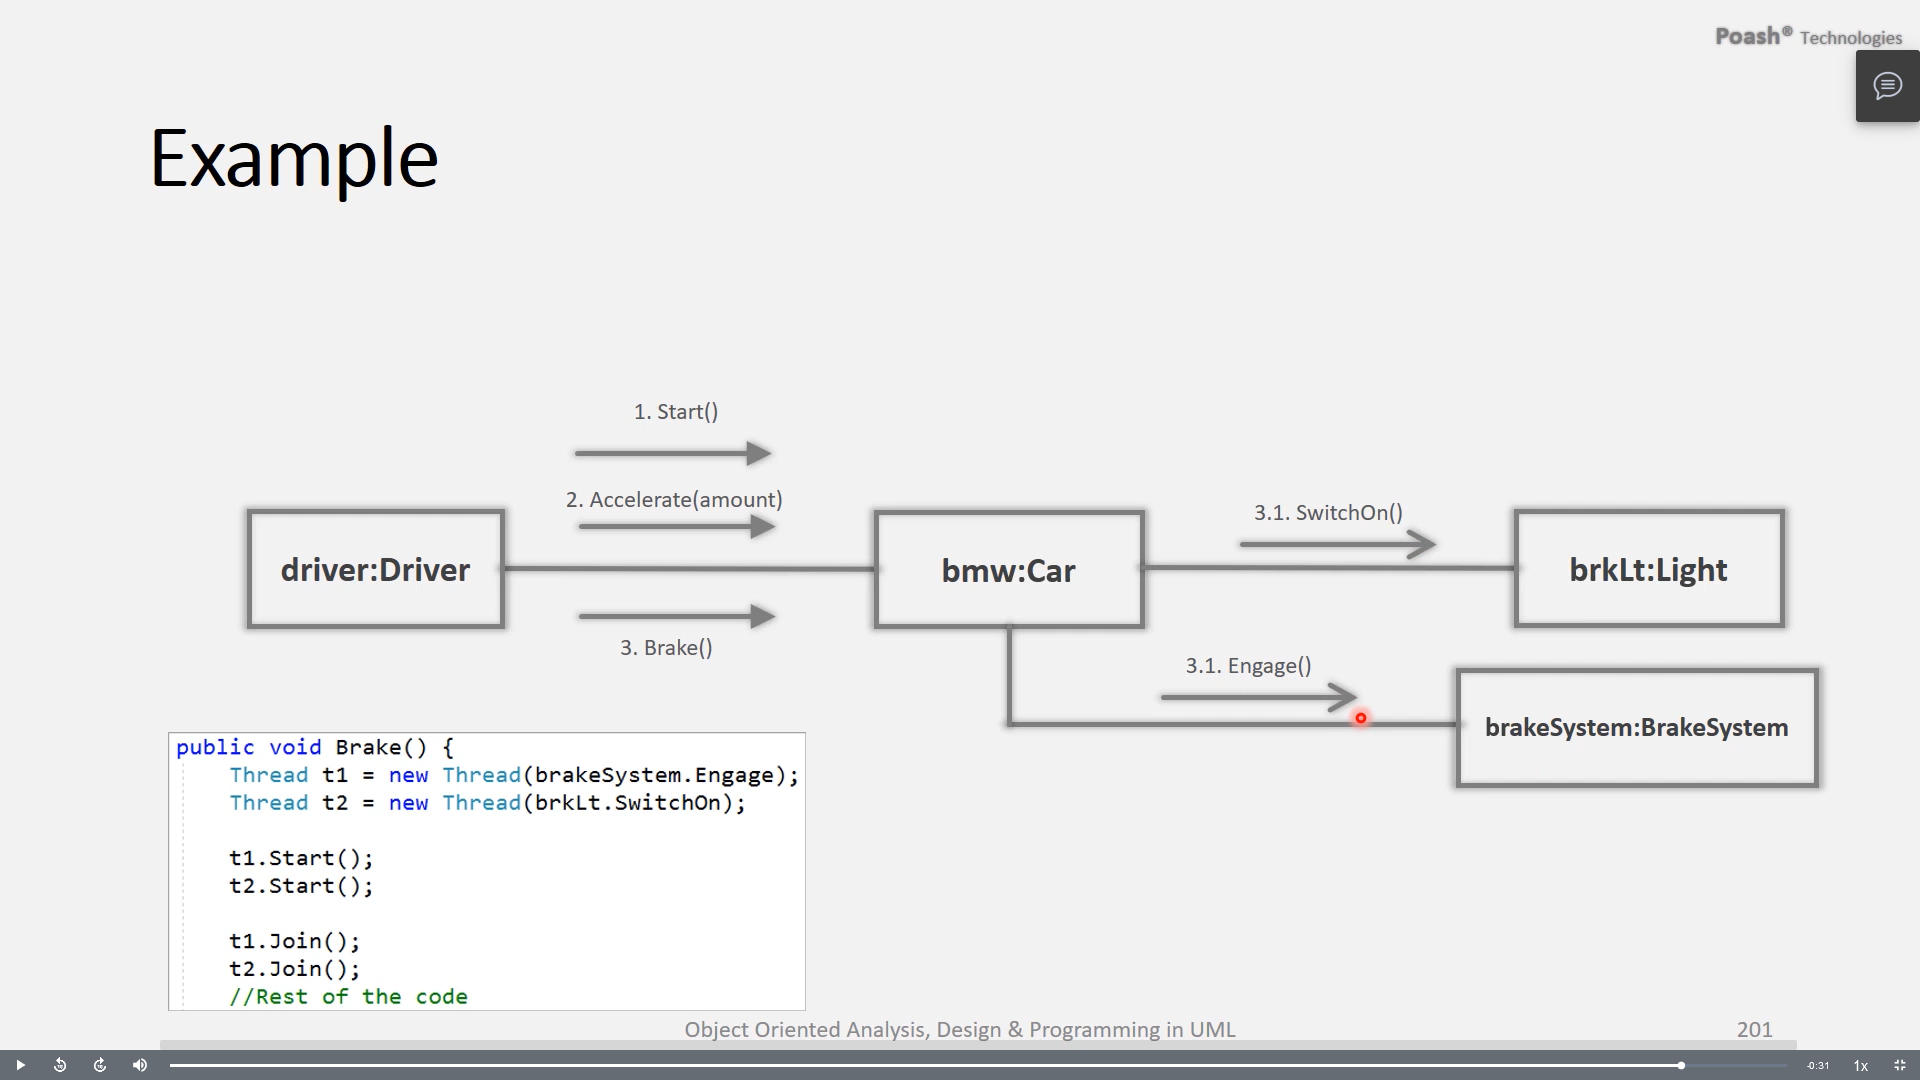 Poash® Technologies
Example
1. Start()
2. Accelerate(amount)
3.1. SwitchOn()
driver:Driver
bmw:Car
brkLt:Light
3. Brake()
3.1. Engage()
brakeSystem:BrakeSystem
public void Brake() {
Thread t1 = new Thread(brakeSystem.Engage);
Thread t2 = new Thread(brkLt.SwitchOn);
t1.Start();
t2.Start();
t1.Join();
t2.Join();
//Rest of the code
Object Oriented Analysis, Design & Programming in UML
201
-0:31
1x